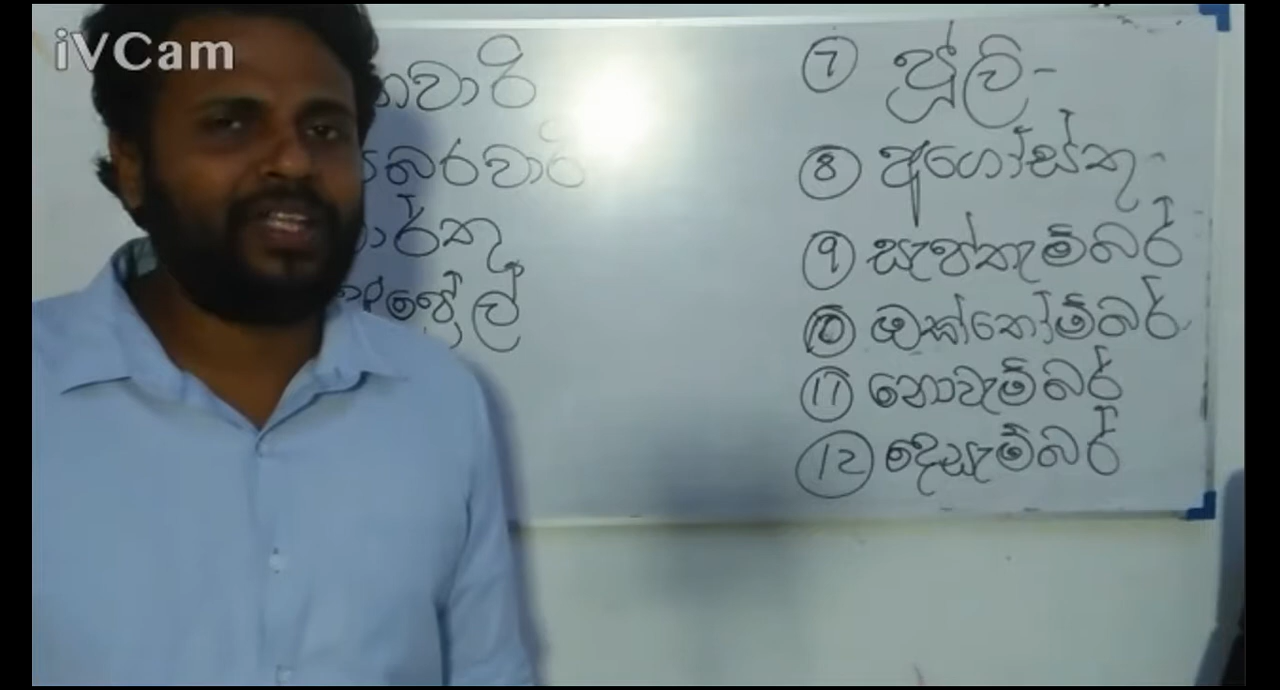 iVCam
වාරි
බරවාරි
ාර්තු
ප්‍රේල්
7 ජූලි-
8 අගෝස්තු-
9 සැප්තැම්බර්
10 ඔක්තෝම්බර්
11 නොවැම්බර්
12 දෙසැම්බර්